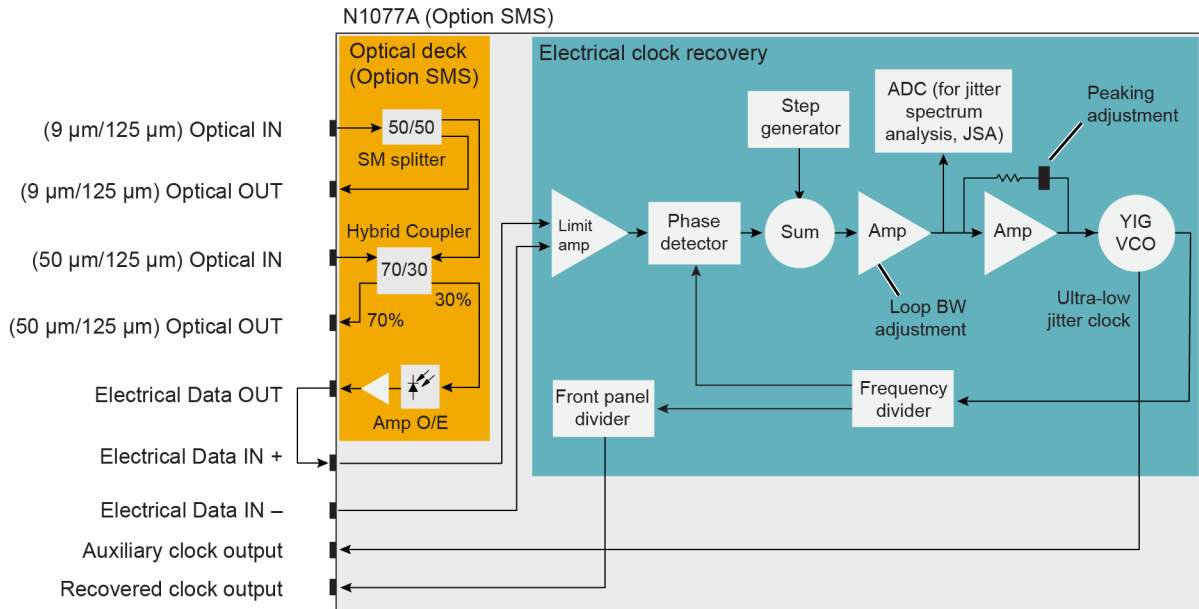 N1077A (Option SMS)
Optical deck
(Option SMS)
Electrical clock recovery
(9 µm/125 µm) Optical IN
(9 µm/125 µm) Optical OUT
(50 µm/125 µm) Optical IN
(50 µm/125 µm) Optical OUT
Electrical Data OUT
Electrical Data IN +
Electrical Data IN –
Auxiliary clock output
Recovered clock output
50/50
SM splitter
Hybrid Coupler
70/30
30%
70%
Amp O/E
Limit
amp
Phase
detector
Step
generator
Sum
Amp
Loop BW
adjustment
ADC (for jitter
spectrum
analysis, JSA)
Amp
Peaking
adjustment
YIG
VCO
Ultra-low
jitter clock
Frequency
divider
Front panel
divider